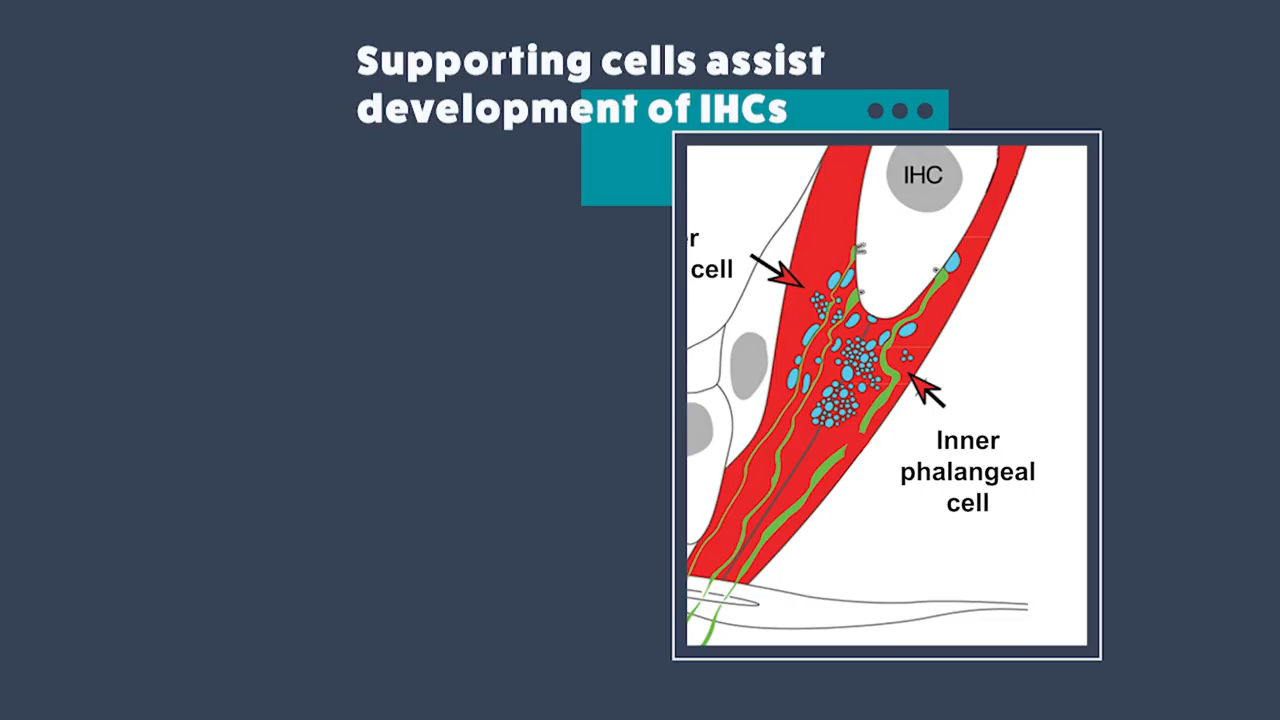 Supporting cells assist
development of IHCs
IHC
r
cell
Inner
phalangeal
cell